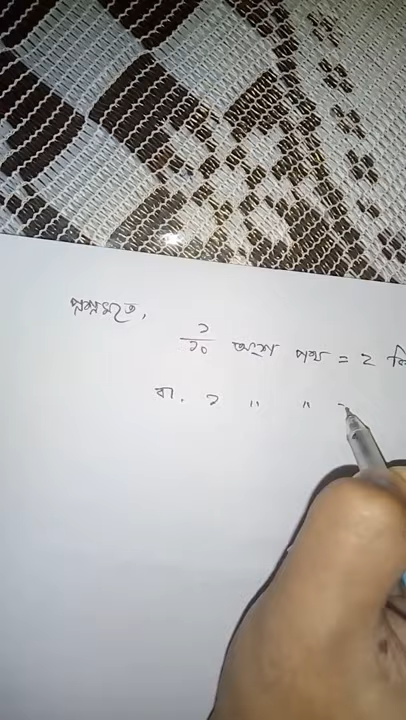 প্রশ্নমতে,
১/১০ অংশ পথ = ২ কি
বা, ১ " " -